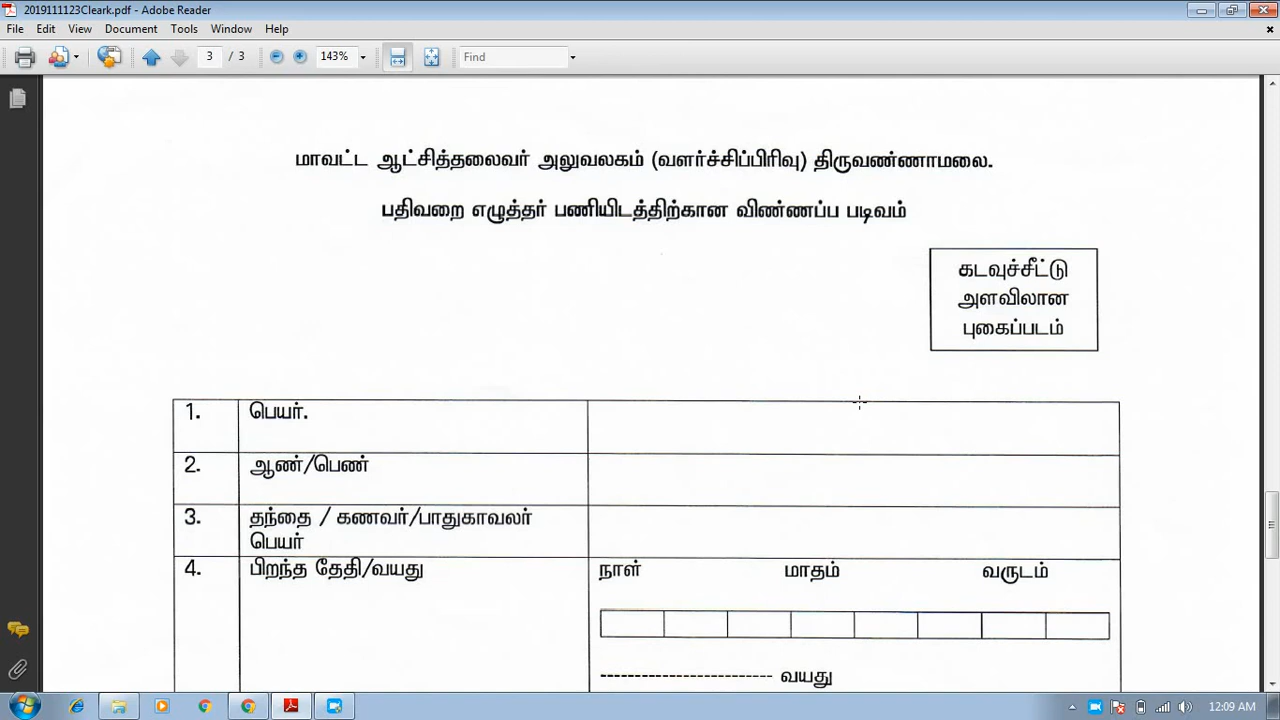 2019111123Cleark.pdf - Adobe Reader
File Edit View Document Tools Window Help
3 / 3 143% Find
மாவட்ட ஆட்சித்தலைவர் அலுவலகம் (வளர்ச்சிப்பிரிவு) திருவண்ணாமலை.
பதிவறை எழுத்தர் பணியிடத்திற்கான விண்ணப்ப படிவம்
கடவுச்சீட்டு
அளவிலான
புகைப்படம்
1. பெயர்.
2. ஆண்/பெண்
3. தந்தை / கணவர்/பாதுகாவலர்
பெயர்
4. பிறந்த தேதி/வயது நாள் மாதம் வருடம்
------------------------- வயது
12:09 AM